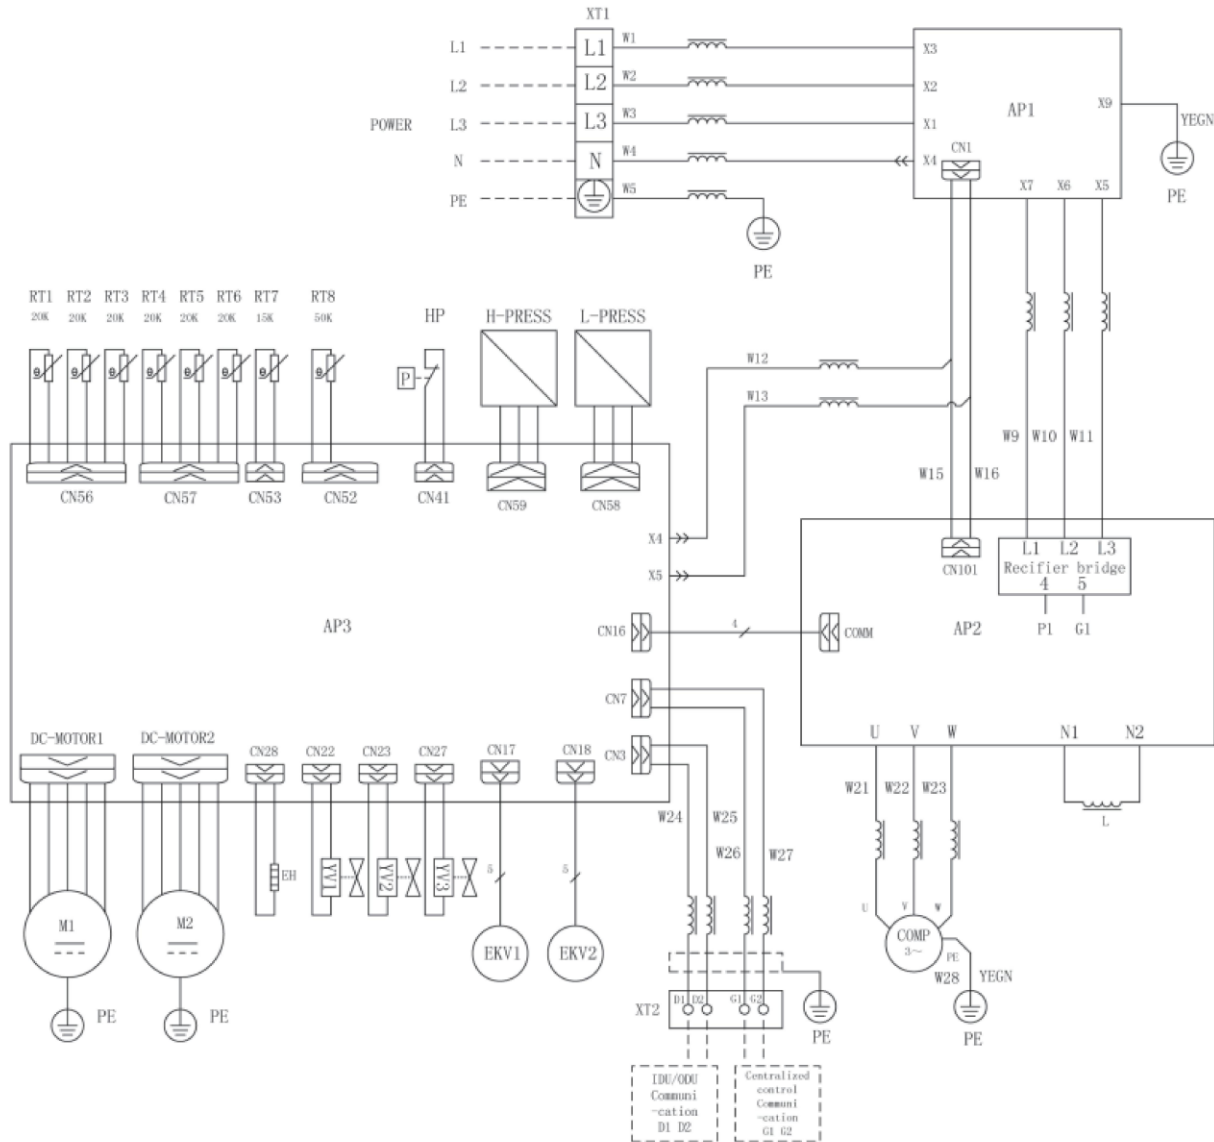 XT1
L1 L1 W1 X3
L2 L2 W2 X2 AP1 X9
POWER L3 L3 W3 X1 YEGN
N N W4 X4 CN1
PE W5 X7 X6 X5 PE
PE
RT1 RT2 RT3 RT4 RT5 RT6 RT7 RT8 HP H-PRESS L-PRESS
20K 20K 20K 20K 20K 20K 15K 50K
θ θ θ θ θ θ θ θ P
W12
W13
W9 W10 W11
W15 W16
CN56 CN57 CN53 CN52 CN41 CN59 CN58
X4
X5
CN101 L1 L2 L3
Rectifier bridge
4 5
P1 G1
AP3 CN16 4 COMM AP2
CN7
CN3
DC-MOTOR1 DC-MOTOR2 CN28 CN22 CN23 CN27 CN17 CN18
U V W N1 N2
W21 W22 W23
L
W24 W25
W26 W27
EH YV1 YV2 YV3 5 5
U V W
M1 M2 EKV1 EKV2
COMP
3~
PE
W28 YEGN
PE PE
D1 D2 G1 G2
XT2 PE PE
IDU/ODU
Communi
-cation
D1 D2
Centralized
control
Communi
-cation
G1 G2